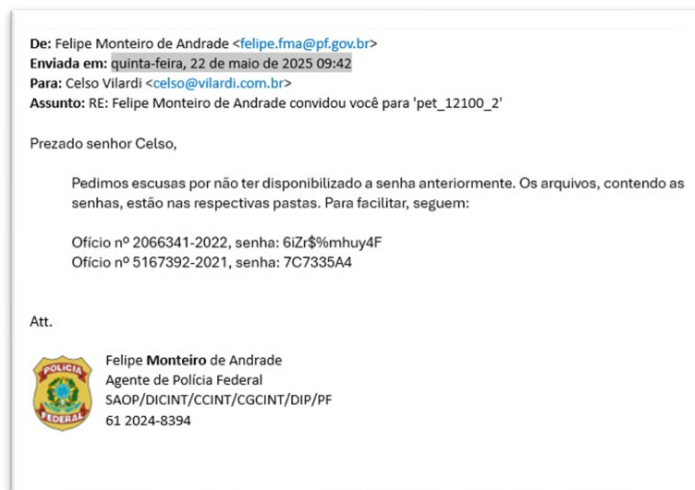 De: Felipe Monteiro de Andrade <felipe.fma@pf.gov.br>
Enviada em: quinta-feira, 22 de maio de 2025 09:42
Para: Celso Vilardi <celso@vilardi.com.br>
Assunto: RE: Felipe Monteiro de Andrade convidou você para 'pet_12100_2'
Prezado senhor Celso,
Pedimos escusas por não ter disponibilizado a senha anteriormente. Os arquivos, contendo as
senhas, estão nas respectivas pastas. Para facilitar, seguem:
Ofício nº 2066341-2022, senha: 6iZr$%mhuy4F
Ofício nº 5167392-2021, senha: 7C7335A4
Att.
POLICIA
FEDERAL
Felipe Monteiro de Andrade
Agente de Polícia Federal
SAOP/DICINT/CCINT/CGCINT/DIP/PF
61 2024-8394